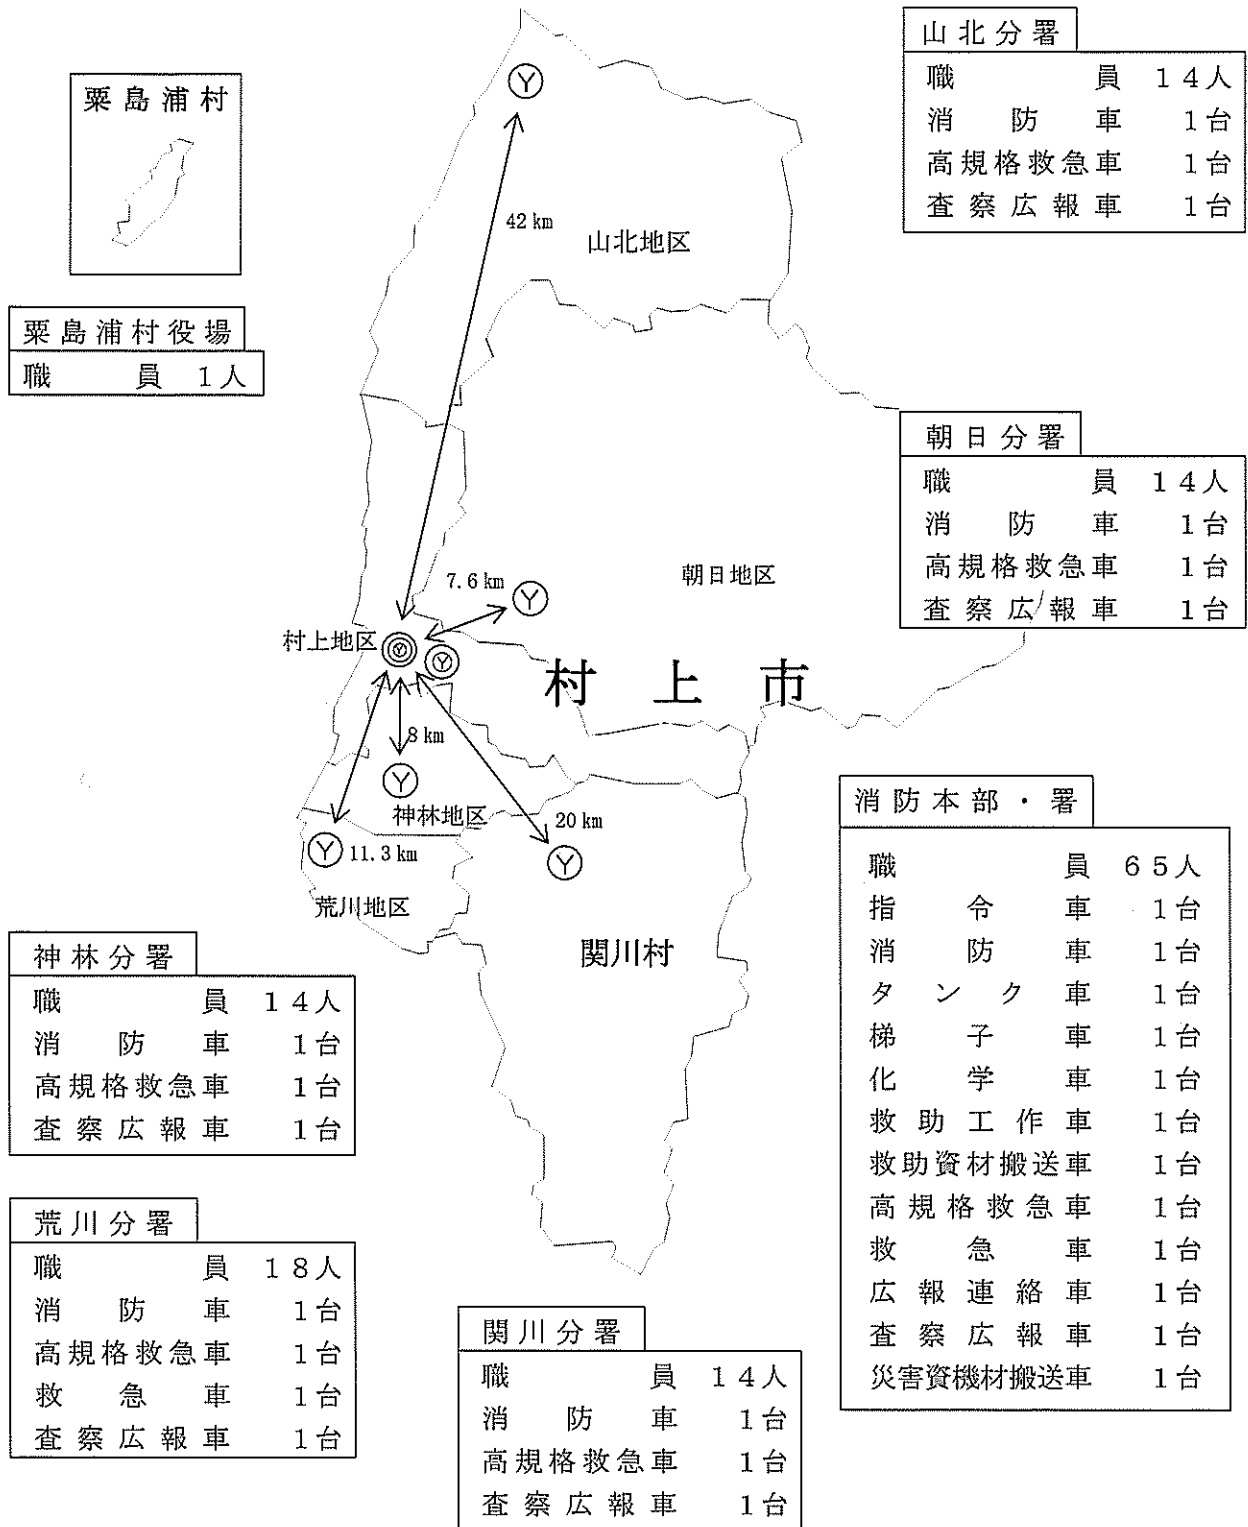 山北分署
職員 14人
消防車 1台
高規格救急車 1台
査察広報車 1台
粟島浦村
粟島浦村役場
職員 1人
42km
山北地区
朝日分署
職員 14人
消防車 1台
高規格救急車 1台
査察広報車 1台
7.6km
朝日地区
村上地区
村上市
8km
神林地区
20km
11.3km
荒川地区
関川村
消防本部・署
職員 65人
指令車 1台
消防車 1台
タンク車 1台
梯子車 1台
化学車 1台
救助工作車 1台
救助資材搬送車 1台
高規格救急車 1台
救急車 1台
広報連絡車 1台
査察広報車 1台
災害資機材搬送車 1台
神林分署
職員 14人
消防車 1台
高規格救急車 1台
査察広報車 1台
荒川分署
職員 18人
消防車 1台
高規格救急車 1台
救急車 1台
査察広報車 1台
関川分署
職員 14人
消防車 1台
高規格救急車 1台
査察広報車 1台